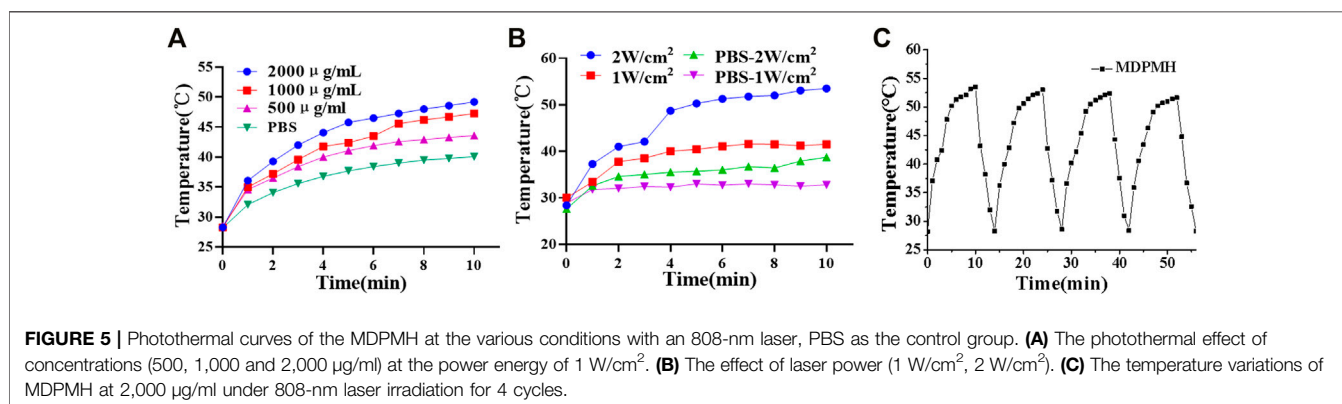 A
2000 μ g/mL
1000 μ g/mL
500 μ g/ml
PBS
Temperature(℃)
55
50
45
40
35
30
25
0
2
4
6
8
10
Time(min)
B
2W/cm²
1W/cm²
PBS-2W/cm²
PBS-1W/cm²
Temperature(℃)
60
50
40
30
20
0
2
4
6
8
10
Time(min)
C
MDPMH
Temperature(°C)
60
55
50
45
40
35
30
25
0
10
20
30
40
50
Time(min)
FIGURE 5 | Photothermal curves of the MDPMH at the various conditions with an 808-nm laser, PBS as the control group. (A) The photothermal effect of
concentrations (500, 1,000 and 2,000 μg/ml) at the power energy of 1 W/cm². (B) The effect of laser power (1 W/cm², 2 W/cm²). (C) The temperature variations of
MDPMH at 2,000 μg/ml under 808-nm laser irradiation for 4 cycles.